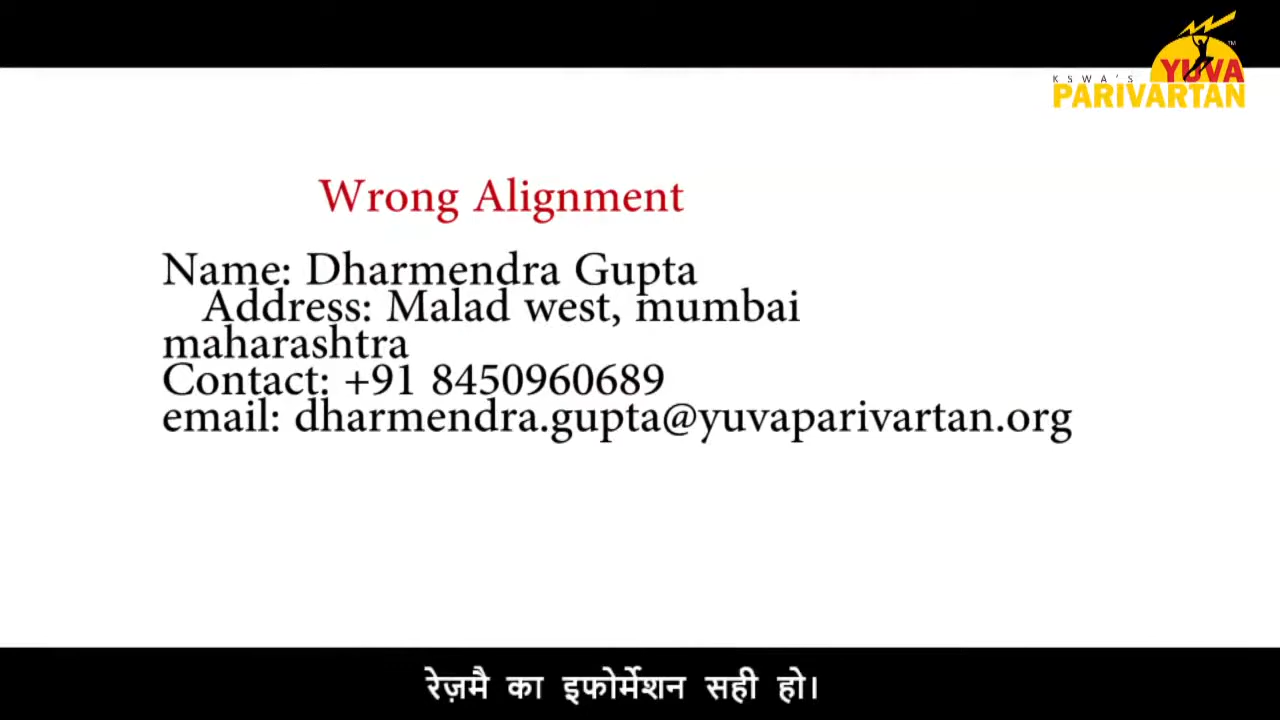 KSWA'S
YUVA
PARIVARTAN
TM
Wrong Alignment
Name: Dharmendra Gupta
Address: Malad west, mumbai
maharashtra
Contact: +91 8450960689
email: dharmendra.gupta@yuvaparivartan.org
रेज़मै का इफोर्मेशन सही हो।